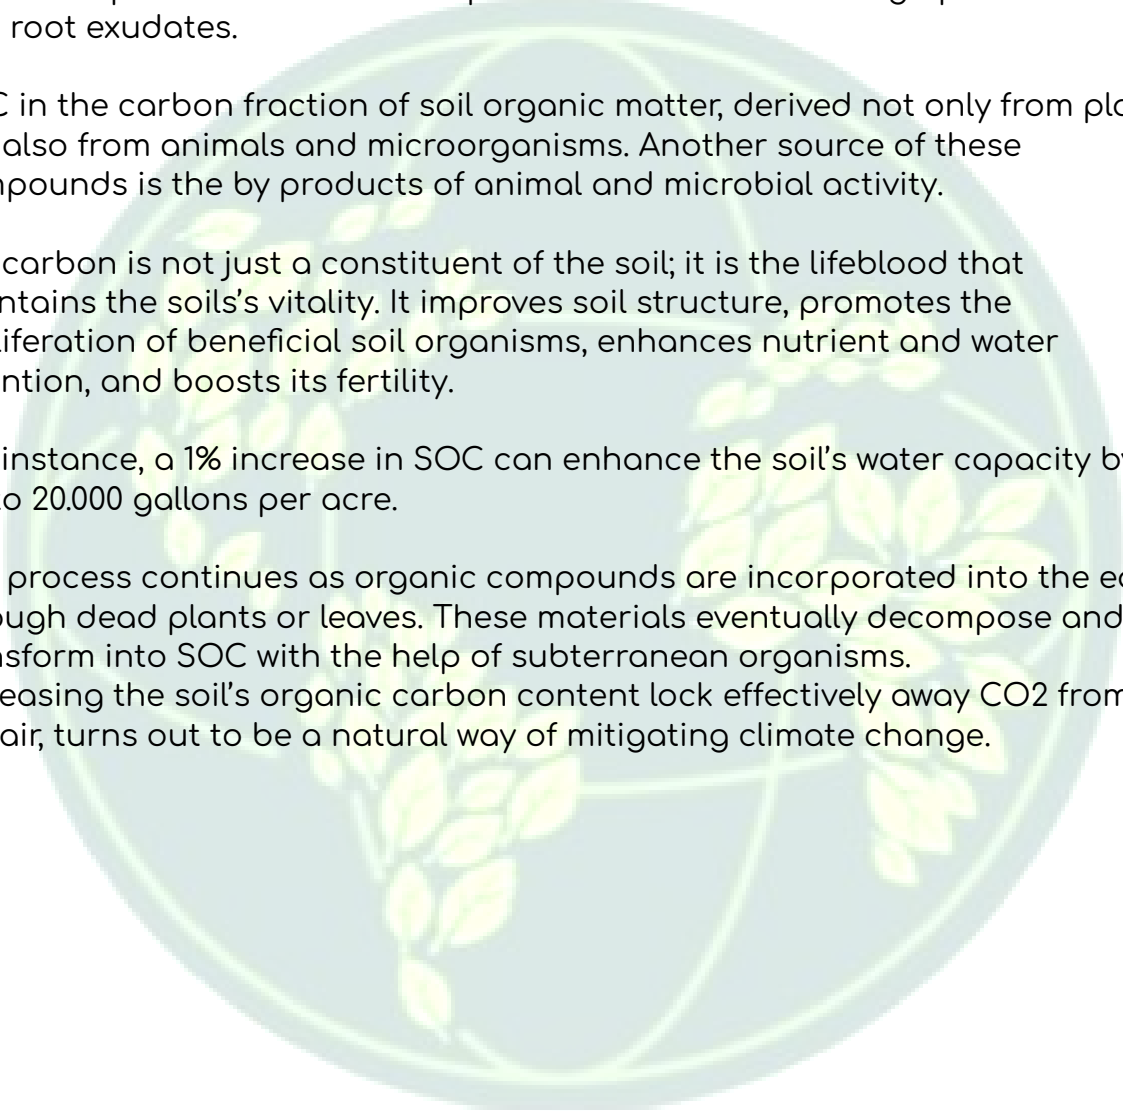 root exudates.
C in the carbon fraction of soil organic matter, derived not only from pla
also from animals and microorganisms. Another source of these
mpounds is the by products of animal and microbial activity.
carbon is not just a constituent of the soil; it is the lifeblood that
ntains the soils's vitality. It improves soil structure, promotes the
liferation of beneficial soil organisms, enhances nutrient and water
ention, and boosts its fertility.
instance, a 1% increase in SOC can enhance the soil's water capacity by
to 20.000 gallons per acre.
process continues as organic compounds are incorporated into the ea
ough dead plants or leaves. These materials eventually decompose and
nsform into SOC with the help of subterranean organisms.
easing the soil's organic carbon content lock effectively away CO2 from
air, turns out to be a natural way of mitigating climate change.